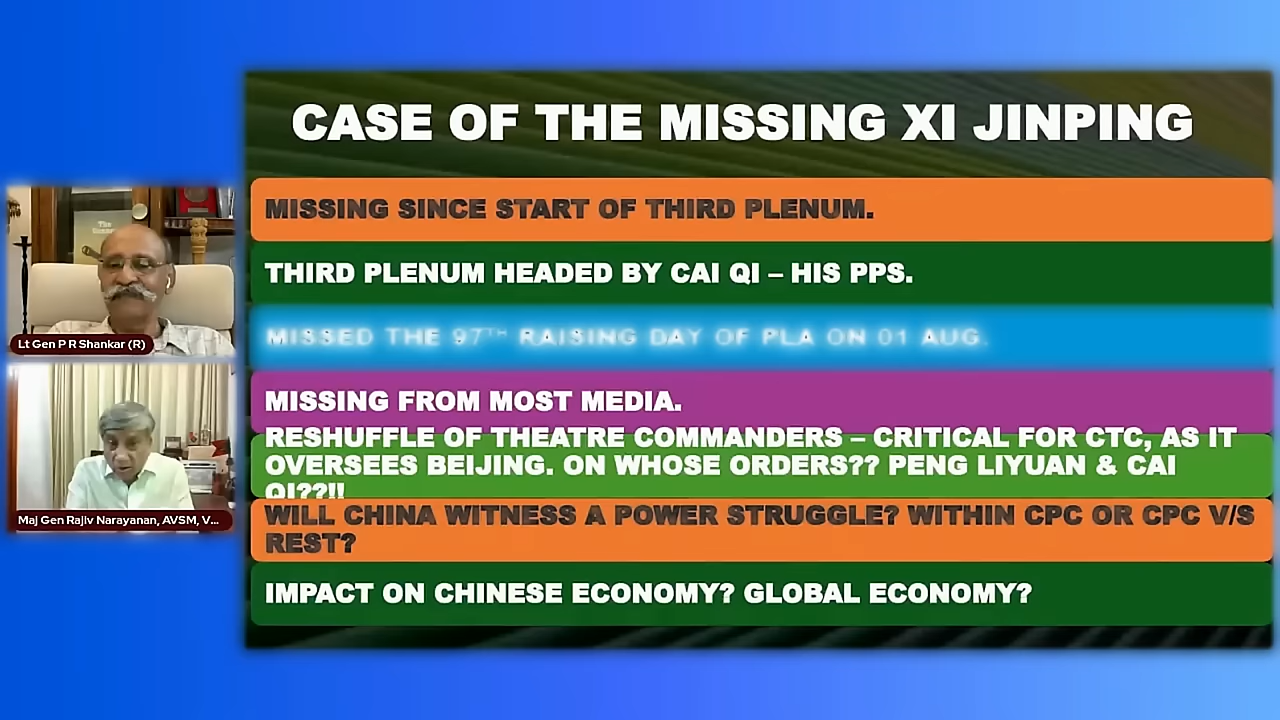 CASE OF THE MISSING XI JINPING
MISSING SINCE START OF THIRD PLENUM.
THIRD PLENUM HEADED BY CAI QI – HIS PPS.
MISSED THE 97TH RAISING DAY OF PLA ON 01 AUG.
MISSING FROM MOST MEDIA.
RESHUFFLE OF THEATRE COMMANDERS – CRITICAL FOR CTC, AS IT
OVERSEES BEIJING. ON WHOSE ORDERS?? PENG LIYUAN & CAI
QI??!!
WILL CHINA WITNESS A POWER STRUGGLE? WITHIN CPC OR CPC V/S
REST?
IMPACT ON CHINESE ECONOMY? GLOBAL ECONOMY?
Lt Gen P R Shankar (R)
Maj Gen Rajiv Narayanan, AVSM, V...